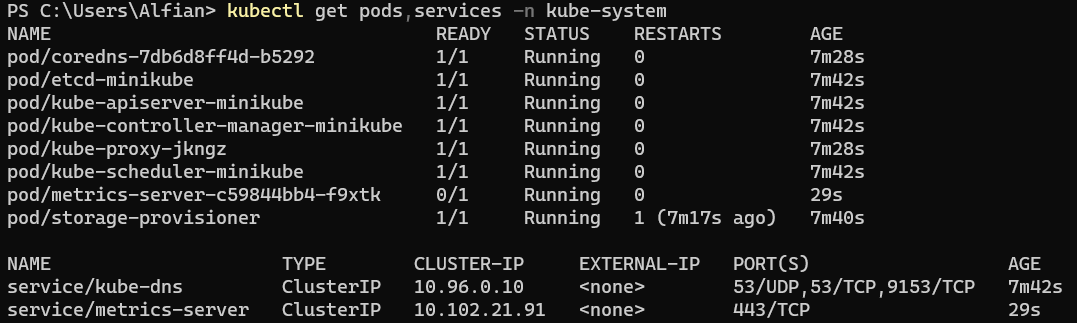 PS C:\Users\Alfian> kubectl get pods,services -n kube-system
NAME READY STATUS RESTARTS AGE
pod/coredns-7db6d8ff4d-b5292 1/1 Running 0 7m28s
pod/etcd-minikube 1/1 Running 0 7m42s
pod/kube-apiserver-minikube 1/1 Running 0 7m42s
pod/kube-controller-manager-minikube 1/1 Running 0 7m42s
pod/kube-proxy-jkngz 1/1 Running 0 7m28s
pod/kube-scheduler-minikube 1/1 Running 0 7m42s
pod/metrics-server-c59844bb4-f9xtk 0/1 Running 0 29s
pod/storage-provisioner 1/1 Running 1 (7m17s ago) 7m40s
NAME TYPE CLUSTER-IP EXTERNAL-IP PORT(S) AGE
service/kube-dns ClusterIP 10.96.0.10 <none> 53/UDP,53/TCP,9153/TCP 7m42s
service/metrics-server ClusterIP 10.102.21.91 <none> 443/TCP 29s